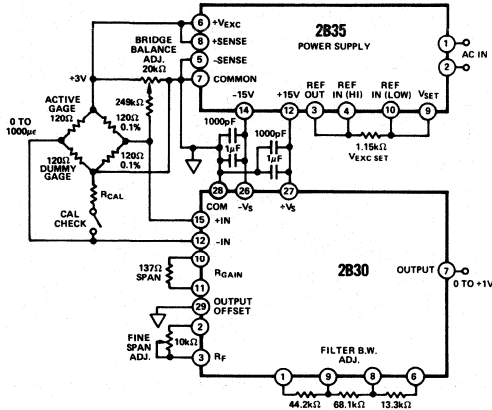 6 +VEXC
8 +SENSE
5 -SENSE
7 COMMON
2B35
POWER SUPPLY
1
2
AC IN
BRIDGE
BALANCE
ADJ.
20kΩ
+3V
249kΩ
-15V
+15V
REF
OUT
REF
IN (HI)
REF
IN (LOW)
VSET
14
12
3
4
10
9
1.15kΩ
VEXC SET
ACTIVE
GAGE
120Ω
120Ω
0.1%
0 TO
1000με
120Ω
DUMMY
GAGE
120Ω
0.1%
RCAL
CAL
CHECK
1000pF
1μF
1000pF
1μF
28
26
27
COM
-VS
+VS
15 +IN
12 -IN
10
137Ω
SPAN
RGAIN
11
29 OUTPUT
OFFSET
2
FINE
SPAN
ADJ.
10kΩ
3 RF
2B30
OUTPUT 7
0 TO +1V
FILTER B.W.
ADJ.
1
9
8
6
44.2kΩ
68.1kΩ
13.3kΩ